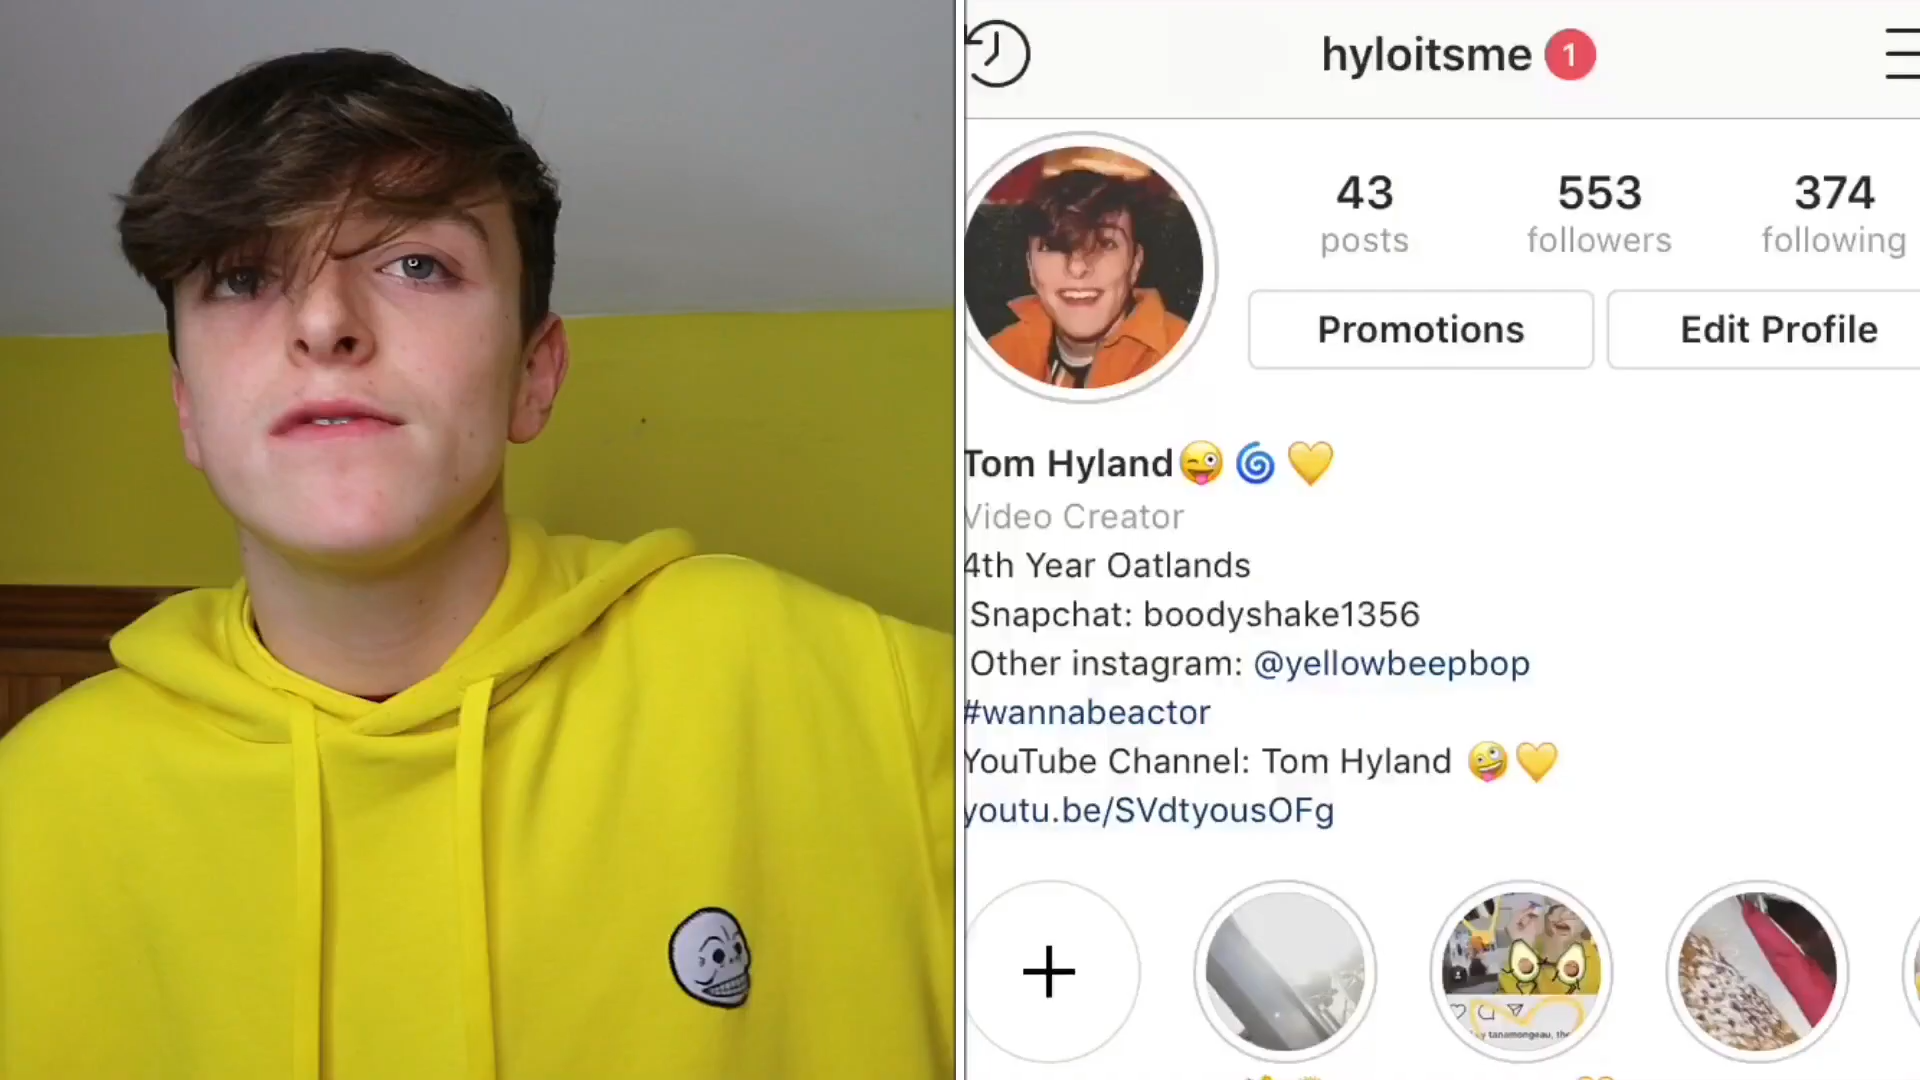 hyloitsme 1
43 553 374
posts followers following
Promotions Edit Profile
Tom Hyland😜🌀💛
Video Creator
4th Year Oatlands
Snapchat: boodyshake1356
Other instagram: @yellowbeepbop
#wannabeactor
YouTube Channel: Tom Hyland 🤪💛
youtu.be/SVdtyousOFg
tanamongeau,